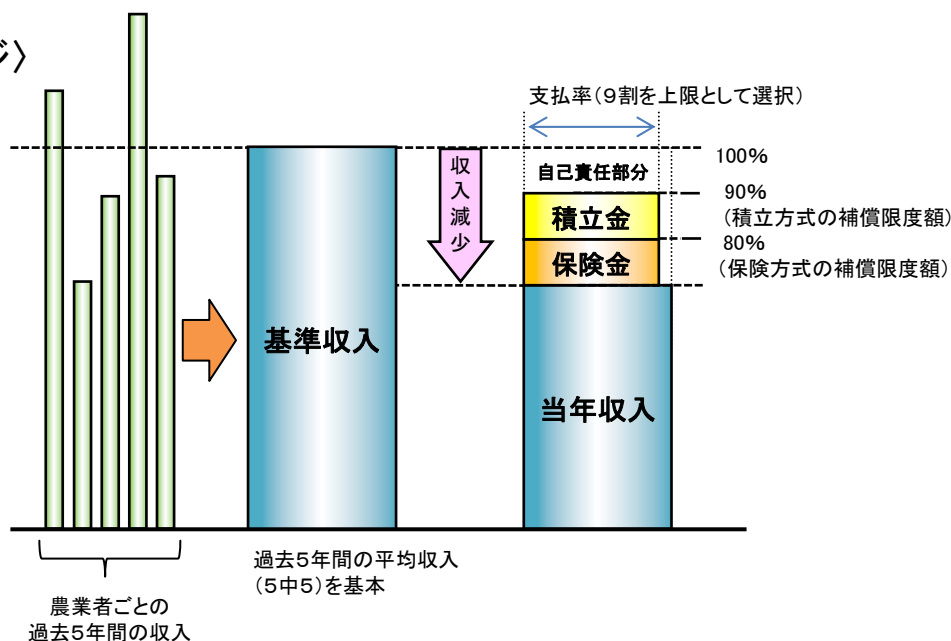 ジ〉
支払率(9割を上限として選択)
100%
自己責任部分
90%
(積立方式の補償限度額)
80%
(保険方式の補償限度額)
収入減少
積立金
保険金
基準収入
当年収入
過去5年間の平均収入
(5中5)を基本
農業者ごとの
過去5年間の収入